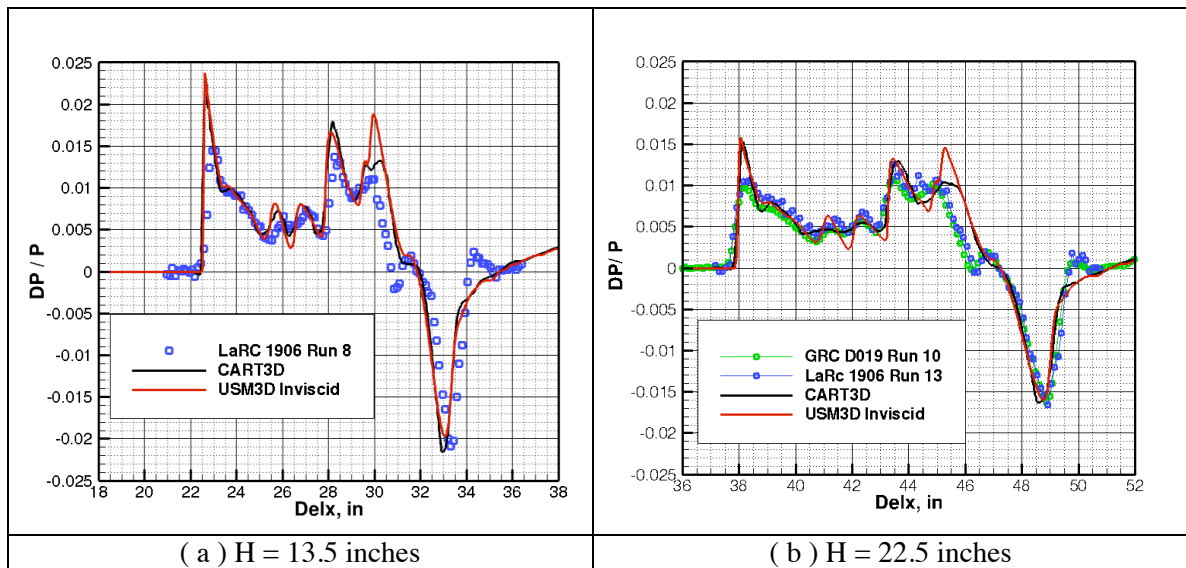 0.025
0.02
0.015
0.01
0.005
0
-0.005
-0.01
-0.015
-0.02
-0.025
DP/ P
LaRC 1906 Run 8
CART3D
USM3D Inviscid
18 20 22 24 26 28 30 32 34 36 38
Delx, in
( a ) H = 13.5 inches
0.025
0.02
0.015
0.01
0.005
0
-0.005
-0.01
-0.015
-0.02
-0.025
DP/ P
GRC D019 Run 10
LaRc 1906 Run 13
CART3D
USM3D Inviscid
36 38 40 42 44 46 48 50 52
Delx, in
( b ) H = 22.5 inches